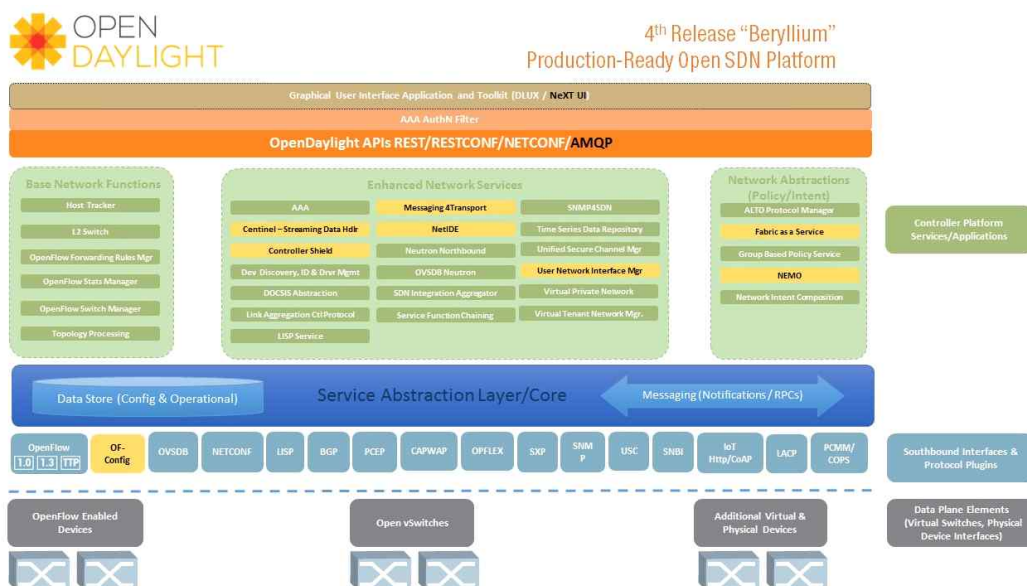 OPEN
DAYLIGHT
4th Release “Beryllium”
Production-Ready Open SDN Platform
Graphical User Interface Application and Toolkit (DLUX / NeXT UI)
AAA AuthN Filter
OpenDaylight APIs REST/RESTCONF/NETCONF/AMQP
Base Network Functions
Host Tracker
L2 Switch
OpenFlow Forwarding Rules Mgr
OpenFlow Stats Manager
OpenFlow Switch Manager
Topology Processing
Enhanced Network Services
AAA
Centinel – Streaming Data Hdlr
Controller Shield
Dev Discovery, ID & Drvr Mgmt
DOCSIS Abstraction
Link Aggregation Ctl Protocol
LISP Service
Messaging 4Transport
NetIDE
Neutron Northbound
OVSDB Neutron
SDN Integration Aggregator
Service Function Chaining
SNMP4SDN
Time Series Data Repository
Unified Secure Channel Mgr
User Network Interface Mgr
Virtual Private Network
Virtual Tenant Network Mgr.
Network Abstractions
(Policy/Intent)
ALTO Protocol Manager
Fabric as a Service
Group Based Policy Service
NEMO
Network Intent Composition
Controller Platform
Services/Applications
Data Store (Config & Operational)
Service Abstraction Layer/Core
Messaging (Notifications / RPCs)
OpenFlow
1.0 1.3 TTP
OF-
Config
OVSDB
NETCONF
LISP
BGP
PCEP
CAPWAP
OPFLEX
SXP
SNM
P
USC
SNBI
IoT
Http/CoAP
LACP
PCMM/
COPS
Southbound Interfaces &
Protocol Plugins
OpenFlow Enabled
Devices
Open vSwitches
Additional Virtual &
Physical Devices
Data Plane Elements
(Virtual Switches, Physical
Device Interfaces)